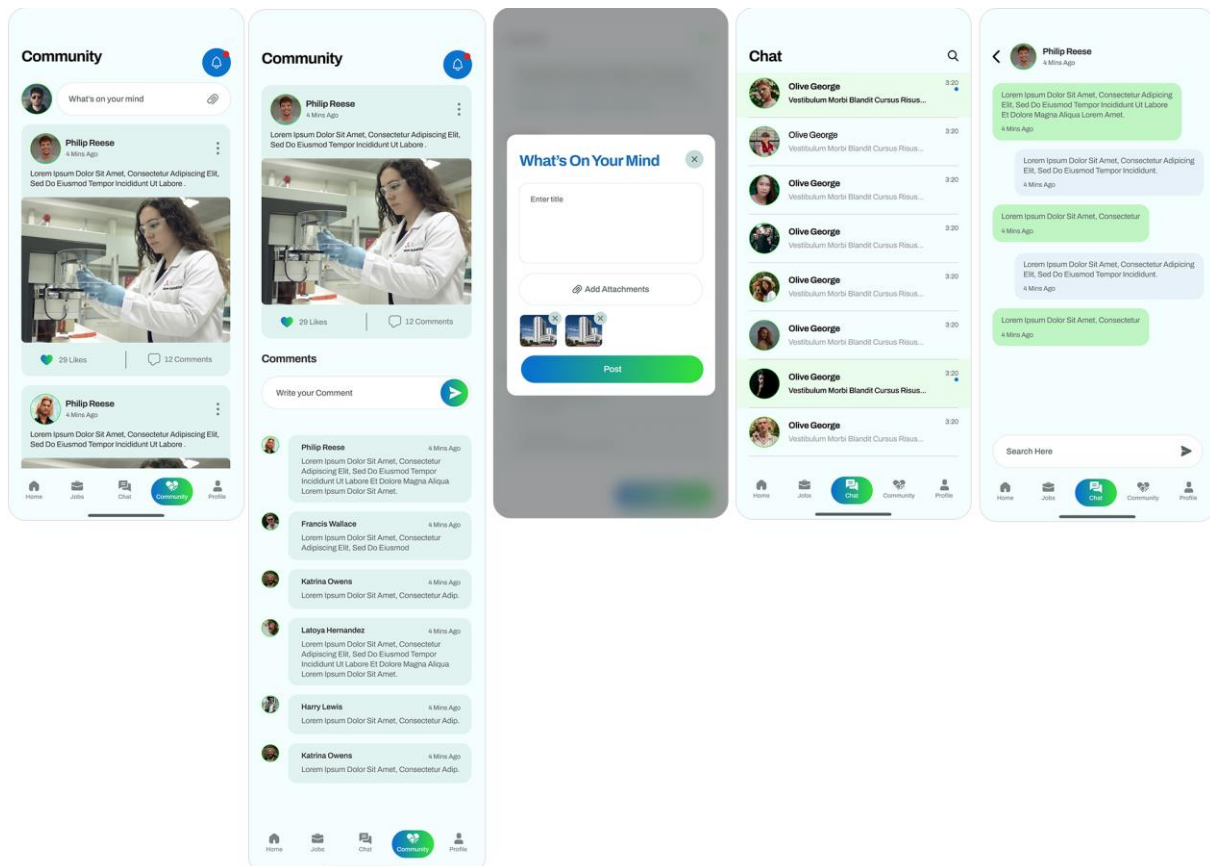 Community
What's on your mind
Philip Reese
4 Mins Ago
Lorem Ipsum Dolor Sit Amet, Consectetur Adipiscing Elit,
Sed Do Eiusmod Tempor Incididunt Ut Labore .
29 Likes
12 Comments
Philip Reese
4 Mins Ago
Lorem Ipsum Dolor Sit Amet, Consectetur Adipiscing Elit,
Sed Do Eiusmod Tempor Incididunt Ut Labore .
Home
Jobs
Chat
Community
Profile
Community
Philip Reese
4 Mins Ago
Lorem Ipsum Dolor Sit Amet, Consectetur Adipiscing Elit,
Sed Do Eiusmod Tempor Incididunt Ut Labore .
29 Likes
12 Comments
Comments
Write your Comment
Philip Reese
4 Mins Ago
Lorem Ipsum Dolor Sit Amet, Consectetur
Adipiscing Elit, Sed Do Eiusmod Tempor
Incididunt Ut Labore Et Dolore Magna Aliqua
Lorem Ipsum Dolor Sit Amet.
Francis Wallace
4 Mins Ago
Lorem Ipsum Dolor Sit Amet, Consectetur
Adipiscing Elit, Sed Do Eiusmod
Katrina Owens
4 Mins Ago
Lorem Ipsum Dolor Sit Amet, Consectetur Adip.
Latoya Hernandez
4 Mins Ago
Lorem Ipsum Dolor Sit Amet, Consectetur
Adipiscing Elit, Sed Do Eiusmod Tempor
Incididunt Ut Labore Et Dolore Magna Aliqua
Lorem Ipsum Dolor Sit Amet.
Harry Lewis
4 Mins Ago
Lorem Ipsum Dolor Sit Amet, Consectetur Adip.
Katrina Owens
4 Mins Ago
Lorem Ipsum Dolor Sit Amet, Consectetur Adip.
Home
Jobs
Chat
Community
Profile
What's On Your Mind
Enter title
Add Attachments
Post
Chat
Olive George
3:20
Vestibulum Morbi Blandit Cursus Risus...
Olive George
3:20
Vestibulum Morbi Blandit Cursus Risus...
Olive George
3:20
Vestibulum Morbi Blandit Cursus Risus...
Olive George
3:20
Vestibulum Morbi Blandit Cursus Risus...
Olive George
3:20
Vestibulum Morbi Blandit Cursus Risus...
Olive George
3:20
Vestibulum Morbi Blandit Cursus Risus...
Olive George
3:20
Vestibulum Morbi Blandit Cursus Risus...
Olive George
3:20
Vestibulum Morbi Blandit Cursus Risus...
Home
Jobs
Chat
Community
Profile
Philip Reese
4 Mins Ago
Lorem Ipsum Dolor Sit Amet, Consectetur Adipicing
Elit, Sed Do Eiusmod Tempor Incididunt Ut Labore
Et Dolore Magna Aliqua Lorem Amet.
4 Mins Ago
Lorem Ipsum Dolor Sit Amet, Consectetur Adipicing
Elit, Sed Do Eiusmod Tempor Incididunt.
4 Mins Ago
Lorem Ipsum Dolor Sit Amet, Consectetur
4 Mins Ago
Lorem Ipsum Dolor Sit Amet, Consectetur Adipicing
Elit, Sed Do Eiusmod Tempor Incididunt.
4 Mins Ago
Lorem Ipsum Dolor Sit Amet, Consectetur
4 Mins Ago
Search Here
Home
Jobs
Chat
Community
Profile